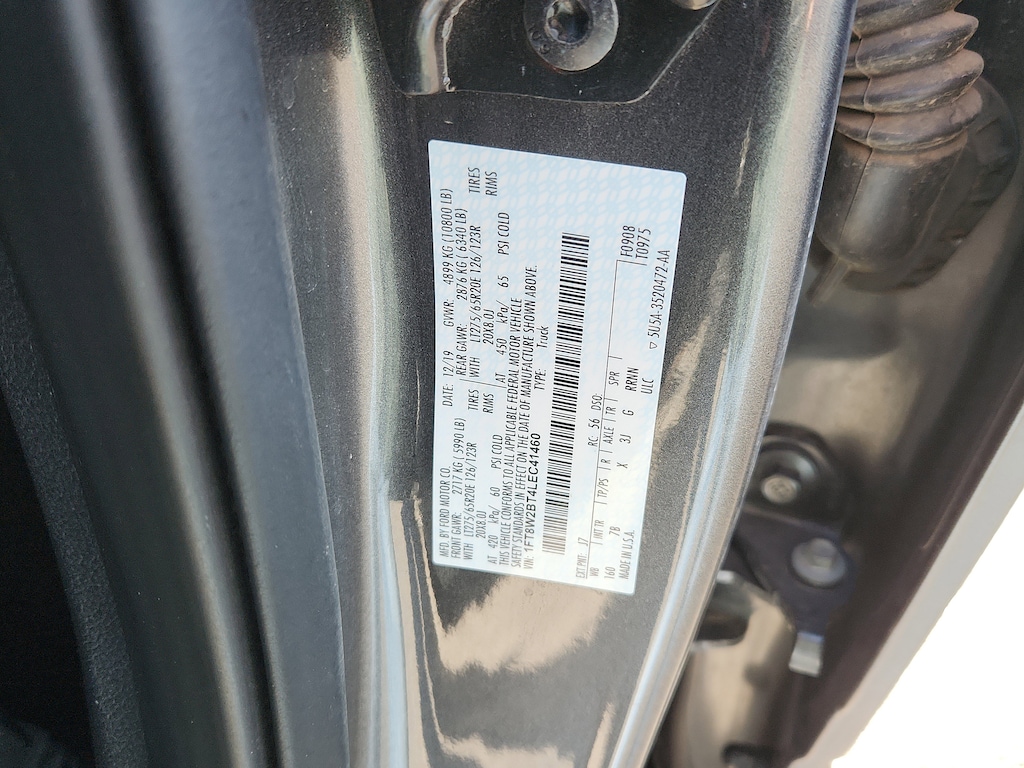 MFD. BY FORD MOTOR CO.
DATE: 12/19
GVWR: 4899 KG (10800 LB)
FRONT GAWR: 2717 KG (5990 LB)
REAR GAWR: 2876 KG (6340 LB)
WITH LT275/65R20E 126/123R TIRES
WITH LT275/65R20E 126/123R TIRES
20X8.0J RIMS
20X8.0J RIMS
AT 420 kPa/ 60 PSI COLD
AT 450 kPa/ 65 PSI COLD
THIS VEHICLE CONFORMS TO ALL APPLICABLE FEDERAL MOTOR VEHICLE
SAFETY STANDARDS IN EFFECT ON THE DATE OF MANUFACTURE SHOWN ABOVE.
VIN: 1FT8W2BT4LEC41460
TYPE: Truck
EXT PNT: J7 RC: 56 DSO:
WB INT TR TP/PS R AXLE TR SPR
160 7B X 3J G RRNN
F0908
T0975
MADE IN U.S.A. ULC
▽ 5U5A-3520472-AA